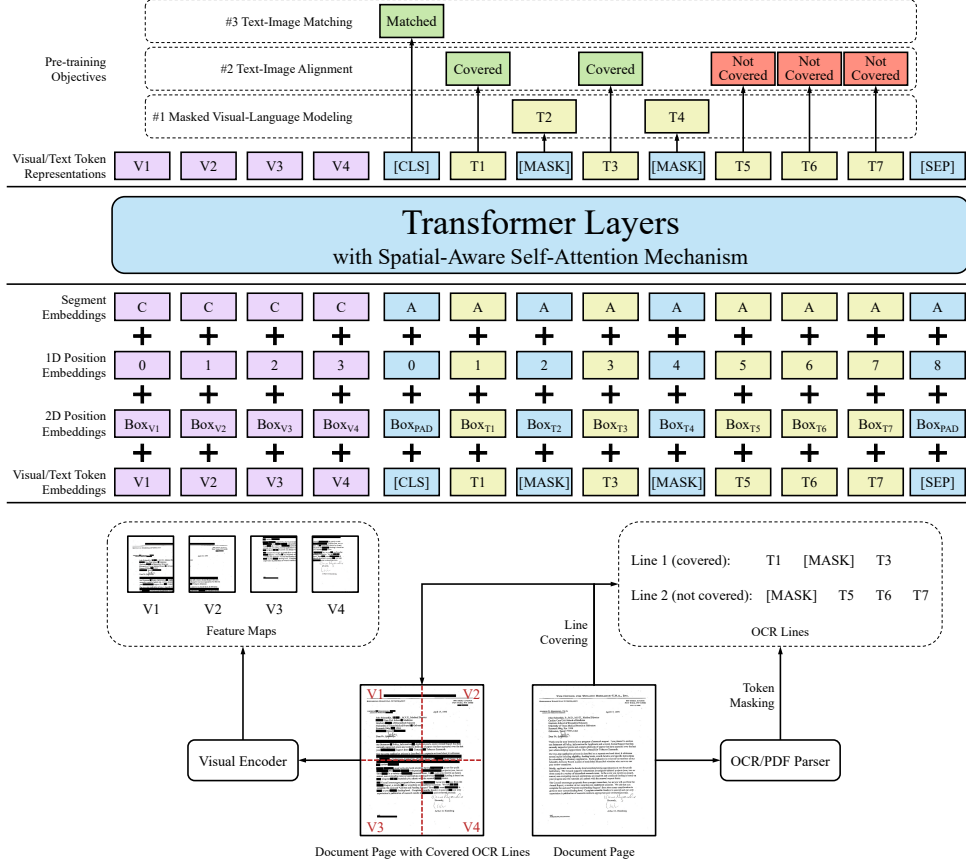 #3 Text-Image Matching Matched
Pre-training Objectives
#2 Text-Image Alignment Covered Covered Not Covered Not Covered Not Covered
#1 Masked Visual-Language Modeling T2 T4
Visual/Text Token Representations V1 V2 V3 V4 [CLS] T1 [MASK] T3 [MASK] T5 T6 T7 [SEP]
Transformer Layers
with Spatial-Aware Self-Attention Mechanism
Segment Embeddings C C C C A A A A A A A A A
+ + + + + + + + + + + + +
1D Position Embeddings 0 1 2 3 0 1 2 3 4 5 6 7 8
+ + + + + + + + + + + + +
2D Position Embeddings BoxV1 BoxV2 BoxV3 BoxV4 BoxPAD BoxT1 BoxT2 BoxT3 BoxT4 BoxT5 BoxT6 BoxT7 BoxPAD
+ + + + + + + + + + + + +
Visual/Text Token Embeddings V1 V2 V3 V4 [CLS] T1 [MASK] T3 [MASK] T5 T6 T7 [SEP]
V1 V2 V3 V4
Feature Maps
Line Covering
Line 1 (covered): T1 [MASK] T3
Line 2 (not covered): [MASK] T5 T6 T7
OCR Lines
Token Masking
Visual Encoder
V1 V2
V3 V4
OCR/PDF Parser
Document Page with Covered OCR Lines
Document Page